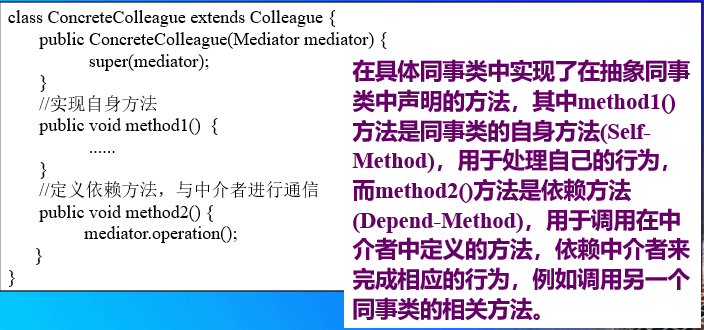 class ConcreteColleague extends Colleague {
public ConcreteColleague(Mediator mediator) {
super(mediator);
}
//实现自身方法
public void method1() {
......
}
//定义依赖方法，与中介者进行通信
public void method2() {
mediator.operation();
}
}
在具体同事类中实现了在抽象同事
类中声明的方法，其中method1()
方法是同事类的自身方法(Self-
Method)，用于处理自己的行为，
而method2()方法是依赖方法
(Depend-Method)，用于调用在中
介者中定义的方法，依赖中介者来
完成相应的行为，例如调用另一个
同事类的相关方法。